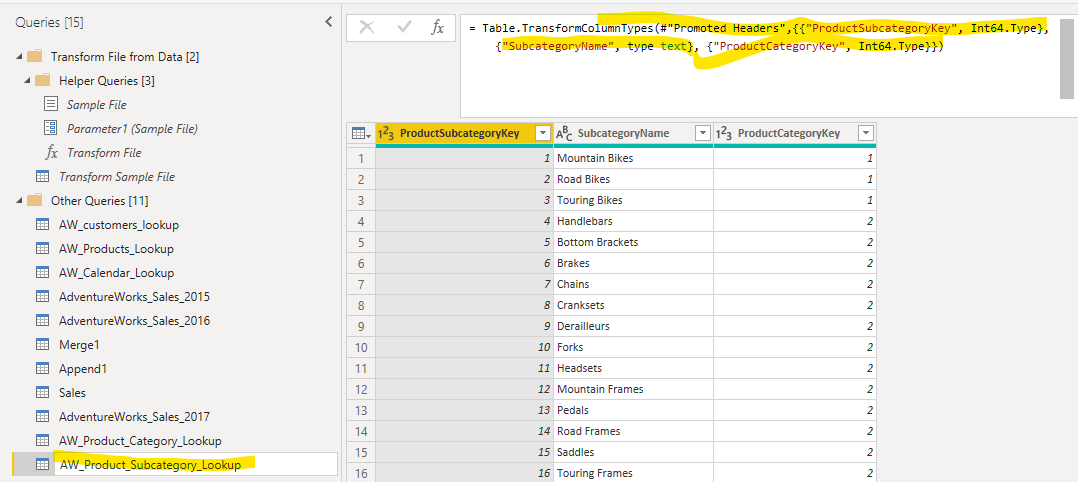 Queries [15]
Transform File from Data [2]
Helper Queries [3]
Sample File
Parameter1 (Sample File)
Transform File
Transform Sample File
Other Queries [11]
AW_customers_lookup
AW_Products_Lookup
AW_Calendar_Lookup
AdventureWorks_Sales_2015
AdventureWorks_Sales_2016
Merge1
Append1
Sales
AdventureWorks_Sales_2017
AW_Product_Category_Lookup
AW_Product_Subcategory_Lookup
fx = Table.TransformColumnTypes(#"Promoted Headers",{{"ProductSubcategoryKey", Int64.Type},
{"SubcategoryName", type text}, {"ProductCategoryKey", Int64.Type}})
ProductSubcategoryKey SubcategoryName ProductCategoryKey
1 1 Mountain Bikes 1
2 2 Road Bikes 1
3 3 Touring Bikes 1
4 4 Handlebars 2
5 5 Bottom Brackets 2
6 6 Brakes 2
7 7 Chains 2
8 8 Cranksets 2
9 9 Derailleurs 2
10 10 Forks 2
11 11 Headsets 2
12 12 Mountain Frames 2
13 13 Pedals 2
14 14 Road Frames 2
15 15 Saddles 2
16 16 Touring Frames 2